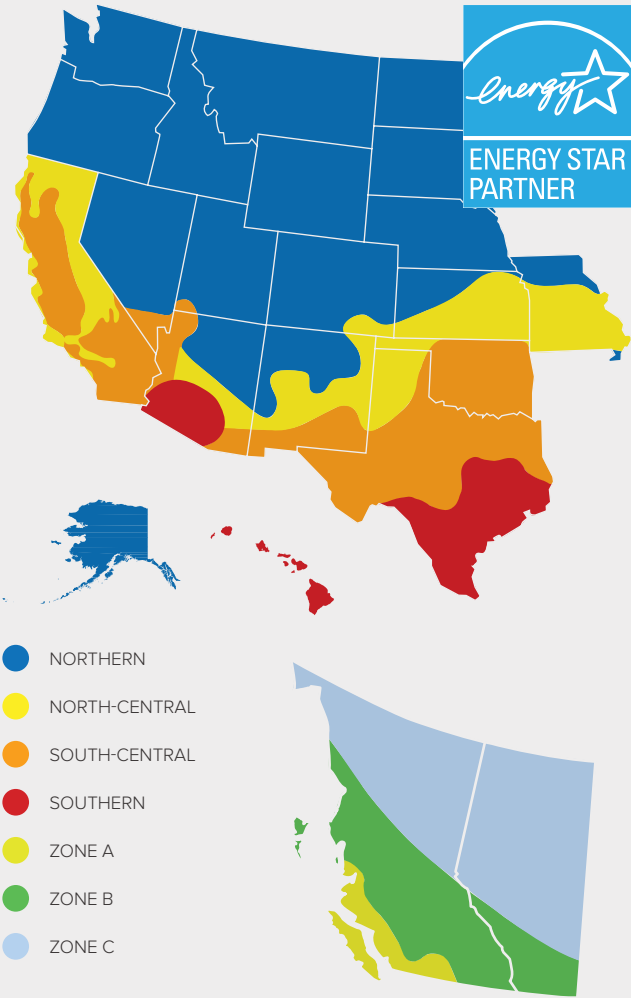 energy
ENERGY STAR
PARTNER
NORTHERN
NORTH-CENTRAL
SOUTH-CENTRAL
SOUTHERN
ZONE A
ZONE B
ZONE C